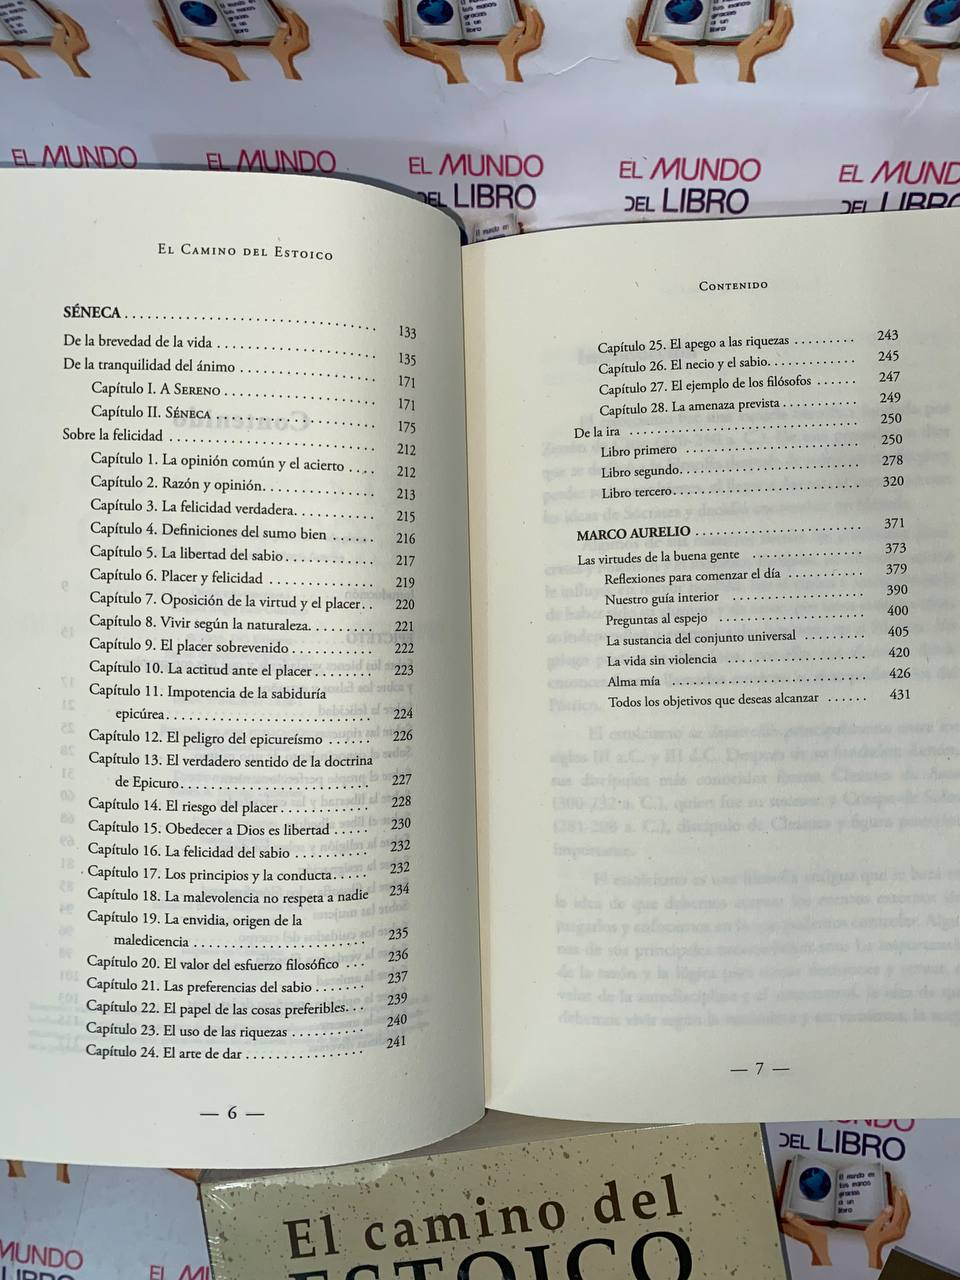 EL MUNDO
EL MUNDO
EL MUNDO
DEL LIBRO
EL MUNDO
DEL LIBRO
EL MUND
DEL LIBRO
El Camino del Estoico
SÉNECA . . . . . 133
De la brevedad de la vida . . . . . 135
De la tranquilidad del ánimo . . . . . 171
Capítulo I. A Sereno . . . . . 171
Capítulo II. Séneca . . . . . 175
Sobre la felicidad . . . . . 212
Capítulo 1. La opinión común y el acierto . . . . 212
Capítulo 2. Razón y opinión. . . . . 213
Capítulo 3. La felicidad verdadera. . . . . 215
Capítulo 4. Definiciones del sumo bien . . . . . 216
Capítulo 5. La libertad del sabio . . . . . 217
Capítulo 6. Placer y felicidad . . . . . 219
Capítulo 7. Oposición de la virtud y el placer. . 220
Capítulo 8. Vivir según la naturaleza. . . . . 221
Capítulo 9. El placer sobrevenido . . . . . 222
Capítulo 10. La actitud ante el placer . . . . . 223
Capítulo 11. Impotencia de la sabiduría
epicúrea. . . . . 224
Capítulo 12. El peligro del epicureísmo . . . . . 226
Capítulo 13. El verdadero sentido de la doctrina
de Epicuro. . . . . 227
Capítulo 14. El riesgo del placer . . . . . 228
Capítulo 15. Obedecer a Dios es libertad . . . . . 230
Capítulo 16. La felicidad del sabio . . . . . 232
Capítulo 17. Los principios y la conducta. . . . . 232
Capítulo 18. La malevolencia no respeta a nadie 234
Capítulo 19. La envidia, origen de la
maledicencia . . . . . 235
Capítulo 20. El valor del esfuerzo filosófico . . . 236
Capítulo 21. Las preferencias del sabio . . . . . 237
Capítulo 22. El papel de las cosas preferibles. . . 239
Capítulo 23. El uso de las riquezas . . . . . 240
Capítulo 24. El arte de dar . . . . . 241
— 6 —
Contenido
Capítulo 25. El apego a las riquezas . . . . . 243
Capítulo 26. El necio y el sabio. . . . . 245
Capítulo 27. El ejemplo de los filósofos . . . . . 247
Capítulo 28. La amenaza prevista . . . . . 249
De la ira . . . . . 250
Libro primero . . . . . 250
Libro segundo. . . . . 278
Libro tercero. . . . . 320
MARCO AURELIO . . . . . 371
Las virtudes de la buena gente . . . . . 373
Reflexiones para comenzar el día . . . . . 379
Nuestro guía interior . . . . . 390
Preguntas al espejo . . . . . 400
La sustancia del conjunto universal . . . . . 405
La vida sin violencia . . . . . 420
Alma mía . . . . . 426
Todos los objetivos que deseas alcanzar . . . . . 431
— 7 —
DEL LIBRO
El camino del
ESTOICO
MUNDO